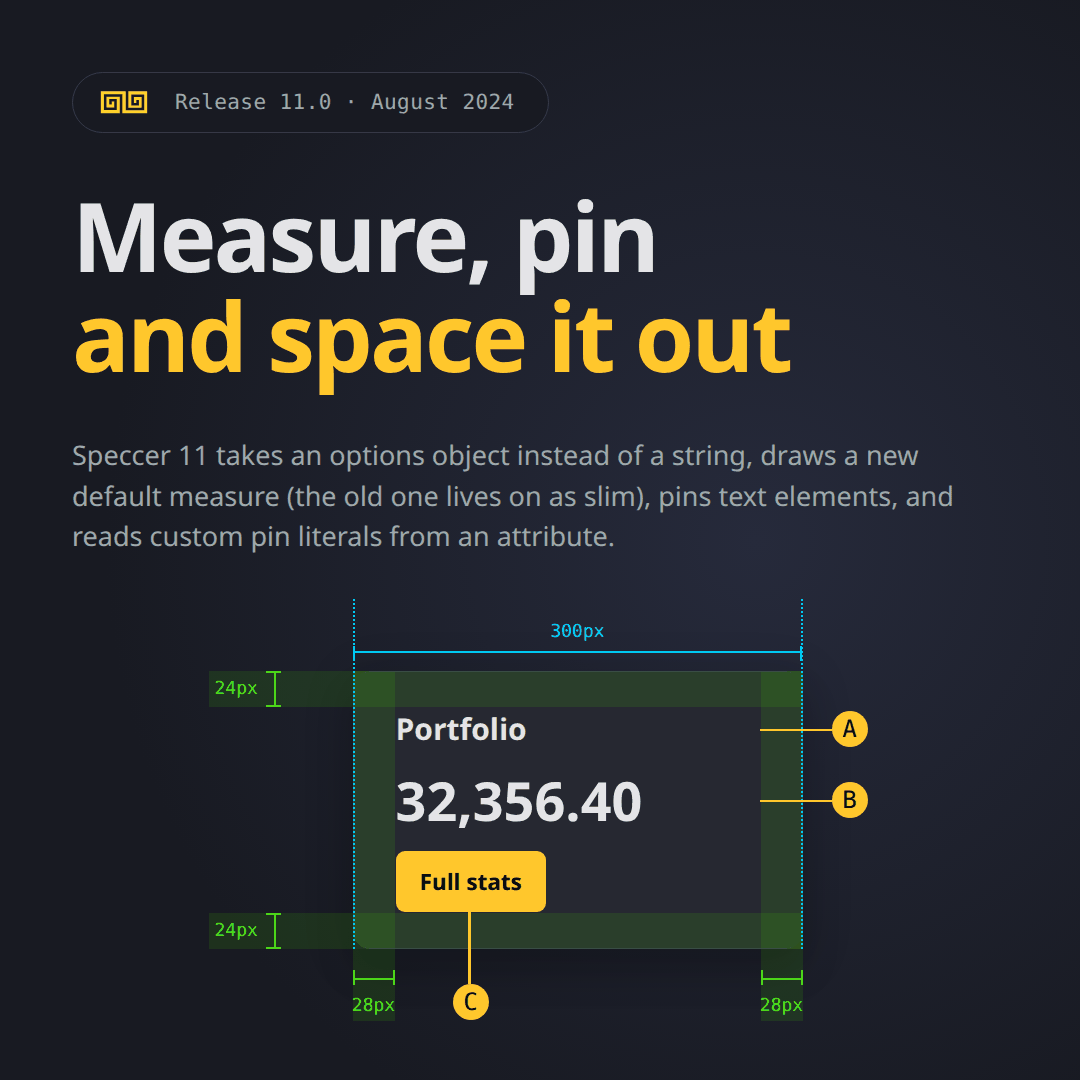 Release 11.0 · August 2024
Measure, pin
and space it out
Speccer 11 takes an options object instead of a string, draws a new
default measure (the old one lives on as slim), pins text elements, and
reads custom pin literals from an attribute.
300px
24px
Portfolio
A
32,356.40
B
Full stats
24px
28px
C
28px